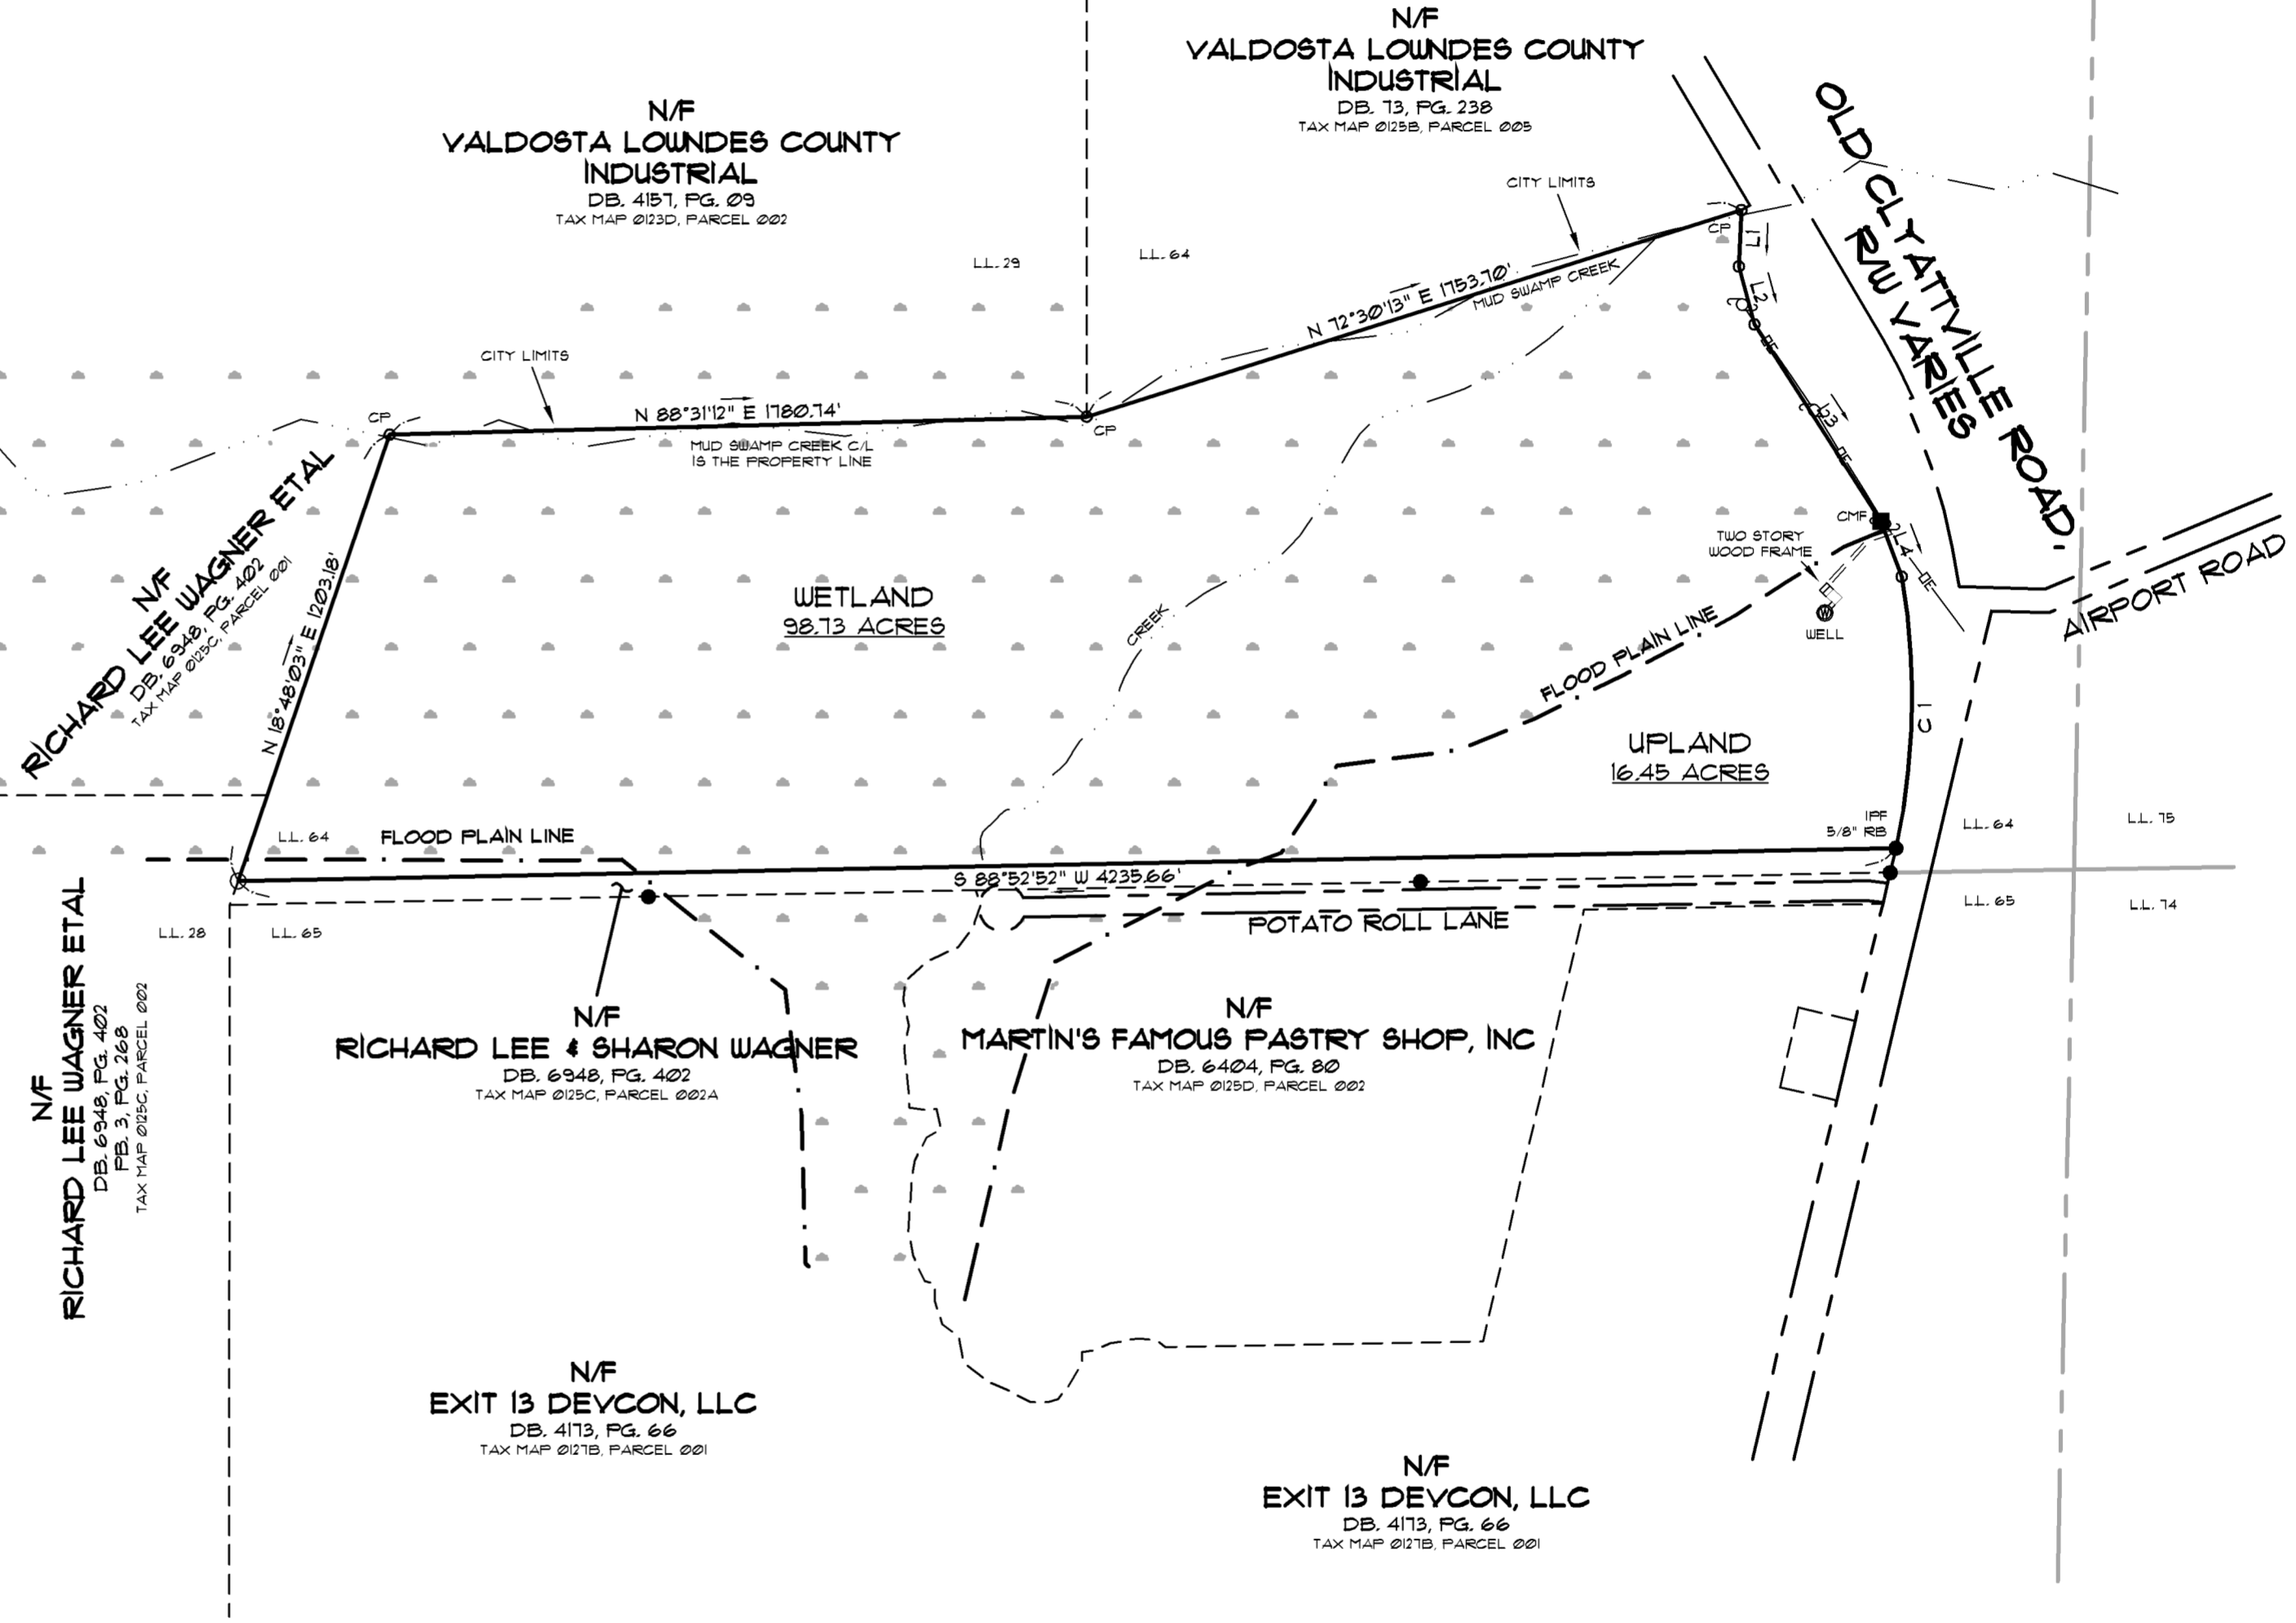 N/F
VALDOSTA LOWNDES COUNTY
INDUSTRIAL
DB. 73, PG. 238
TAX MAP 0125B, PARCEL 005
N/F
VALDOSTA LOWNDES COUNTY
INDUSTRIAL
DB. 4157, PG. 09
TAX MAP 0123D, PARCEL 002
OLD CLYATTVILLE ROAD.
R/W VARIES
CITY LIMITS
CP
L1
L.L. 29
L.L. 64
N 72°30'13" E 1753.70'
MUD SWAMP CREEK
L2
CITY LIMITS
CP
N 88°31'12" E 1780.74'
CP
MUD SWAMP CREEK C/L
IS THE PROPERTY LINE
L3
OE
OE
CMF
L4
OE
TWO STORY
WOOD FRAME
W
WELL
AIRPORT ROAD
N/F
RICHARD LEE WAGNER ETAL
DB. 6948, PG. 402
TAX MAP 0125C, PARCEL 001
N 18°48'03" E 1203.18'
WETLAND
98.73 ACRES
CREEK
FLOOD PLAIN LINE
C1
UPLAND
16.45 ACRES
IPF
5/8" RB
L.L. 64
L.L. 75
L.L. 64
FLOOD PLAIN LINE
S 88°52'52" W 4235.66'
POTATO ROLL LANE
L.L. 65
L.L. 74
L.L. 28
L.L. 65
N/F
RICHARD LEE WAGNER ETAL
DB. 6948, PG. 402
PB. 3, PG. 268
TAX MAP 0125C, PARCEL 002
N/F
RICHARD LEE & SHARON WAGNER
DB. 6948, PG. 402
TAX MAP 0125C, PARCEL 002A
N/F
MARTIN'S FAMOUS PASTRY SHOP, INC
DB. 6404, PG. 80
TAX MAP 0125D, PARCEL 002
N/F
EXIT 13 DEVCON, LLC
DB. 4173, PG. 66
TAX MAP 0127B, PARCEL 001
N/F
EXIT 13 DEVCON, LLC
DB. 4173, PG. 66
TAX MAP 0127B, PARCEL 001